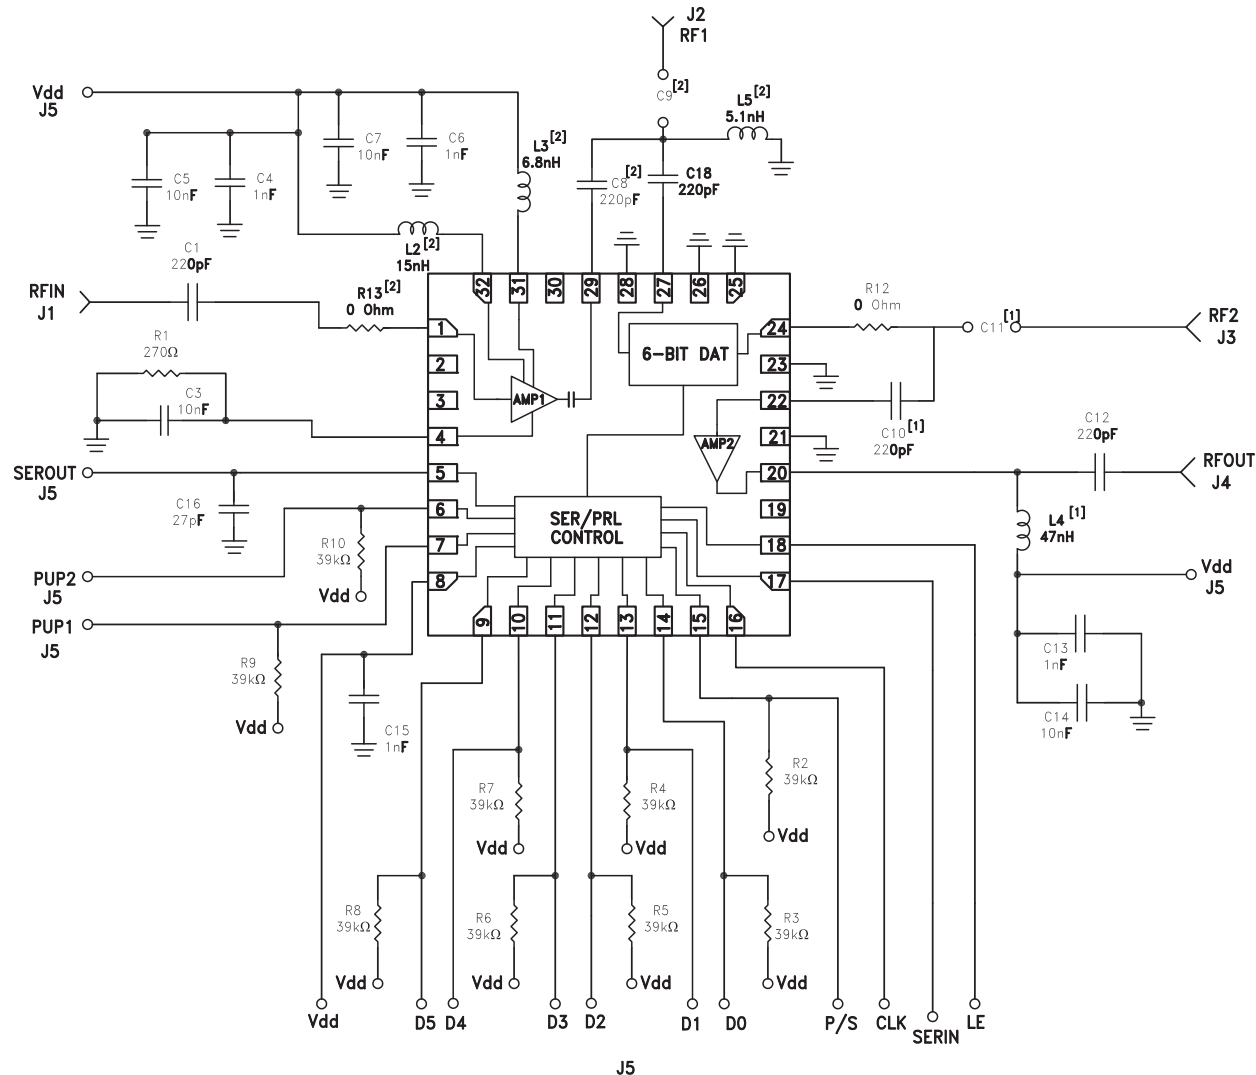 J2
RF1
C9[2]
L5[2]
5.1nH
Vdd
J5
C7
10nF
C6
1nF
L3[2]
6.8nH
C5
10nF
C4
1nF
C8[2]
220pF
C18
220pF
L2[2]
15nH
C1
220pF
RFIN
J1
R13[2]
0 Ohm
32
31
30
29
28
27
26
25
R12
0 Ohm
C11[1]
RF2
J3
R1
270Ω
C3
10nF
1
2
3
4
5
6
7
8
AMP1
6-BIT DAT
AMP2
24
23
22
21
20
19
18
17
C10[1]
220pF
C12
220pF
RFOUT
J4
SEROUT
J5
C16
27pF
R10
39kΩ
Vdd
SER/PRL
CONTROL
L4[1]
47nH
Vdd
J5
PUP2
J5
PUP1
J5
9
10
11
12
13
14
15
16
R9
39kΩ
Vdd
C15
1nF
C13
1nF
C14
10nF
R7
39kΩ
Vdd
R4
39kΩ
Vdd
R2
39kΩ
Vdd
R8
39kΩ
Vdd
R6
39kΩ
Vdd
R5
39kΩ
Vdd
R3
39kΩ
Vdd
Vdd
D5
D4
D3
D2
D1
D0
P/S
CLK
SERIN
LE
J5